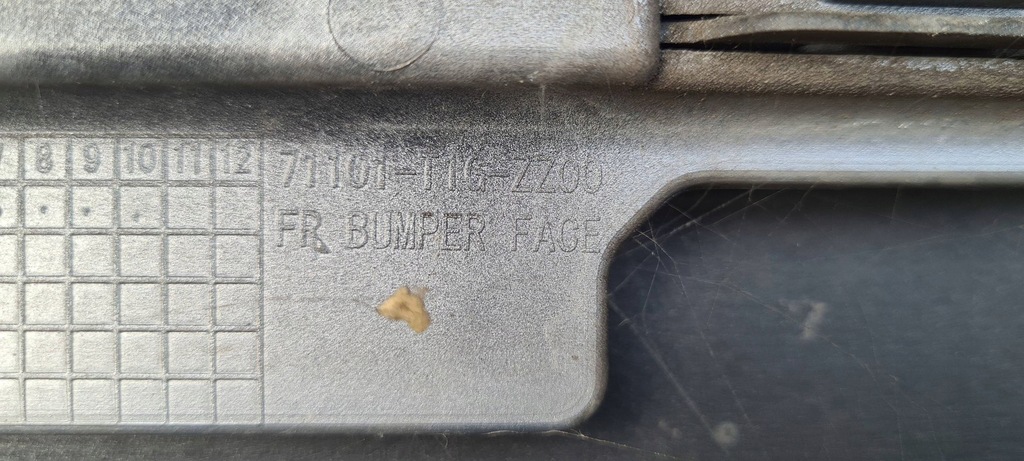 7 8 9 10 11 12
71101-T1G-ZZ00
FR BUMPER FACE